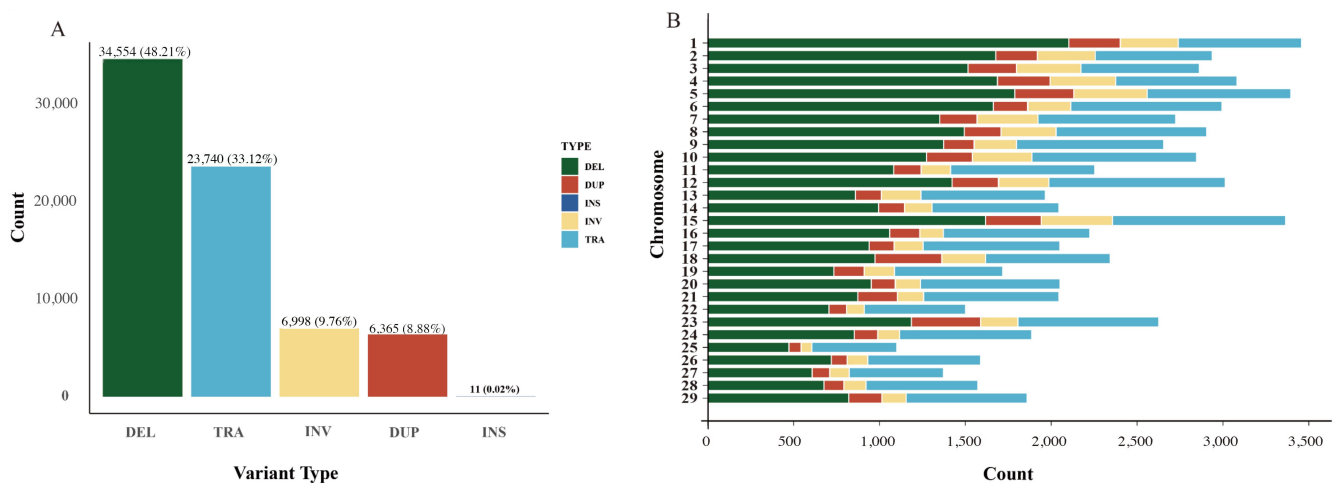 A
34,554 (48.21%)
30,000
23,740 (33.12%)
20,000
10,000
6,998 (9.76%)
6,365 (8.88%)
11 (0.02%)
0
Count
DEL
TRA
INV
DUP
INS
Variant Type
TYPE
DEL
DUP
INS
INV
TRA
B
Chromosome
1
2
3
4
5
6
7
8
9
10
11
12
13
14
15
16
17
18
19
20
21
22
23
24
25
26
27
28
29
0
500
1,000
1,500
2,000
2,500
3,000
3,500
Count